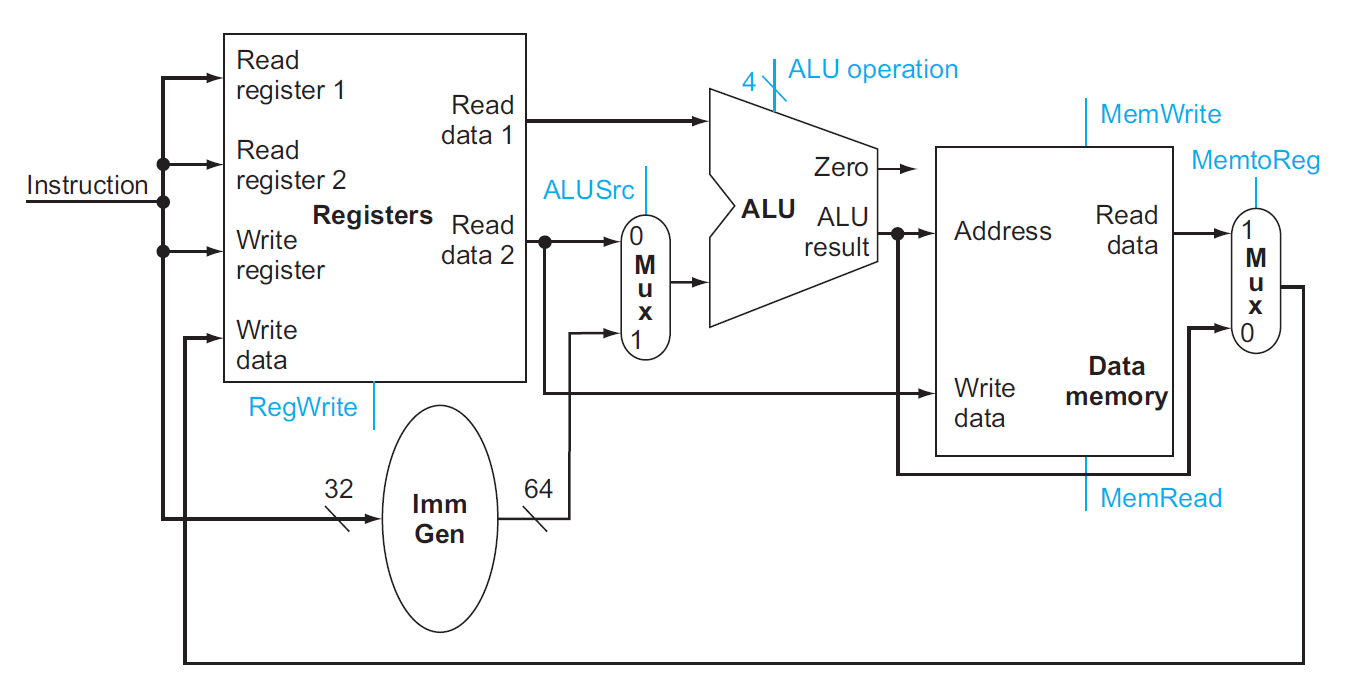 Instruction
Read
register 1
Read
register 2
Registers
Write
register
Write
data
Read
data 1
Read
data 2
RegWrite
32
Imm
Gen
64
ALUSrc
0
M
u
x
1
4
ALU operation
Zero
ALU
ALU
result
MemWrite
Address
Read
data
Write
data
Data
memory
MemRead
MemtoReg
1
M
u
x
0